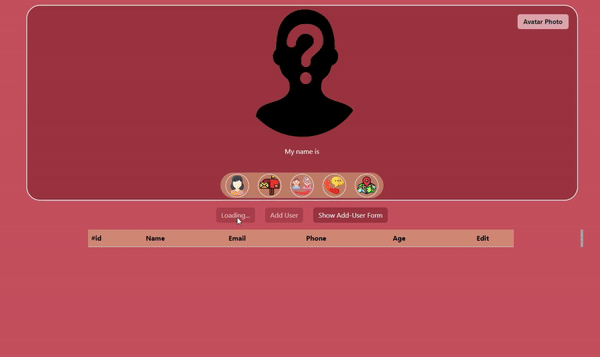 Avatar Photo
?
My name is
Loading...
Add User
Show Add-User Form
#id Name Email Phone Age Edit